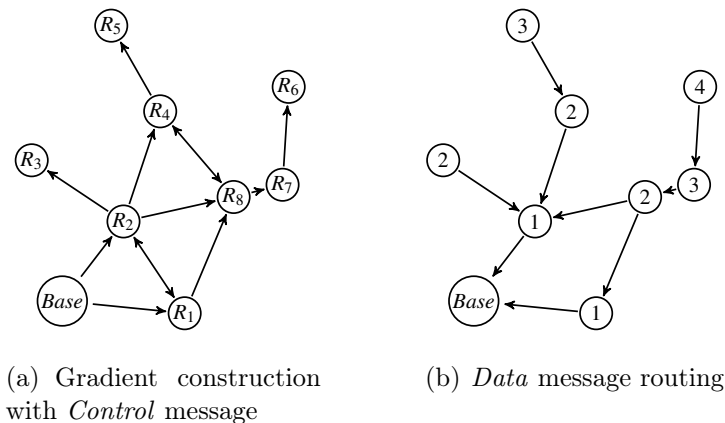 R5
3
R4
R6
2
4
R3
2
R8
R7
2
3
R2
1
Base
R1
Base
1
(a) Gradient construction
with Control message
(b) Data message routing